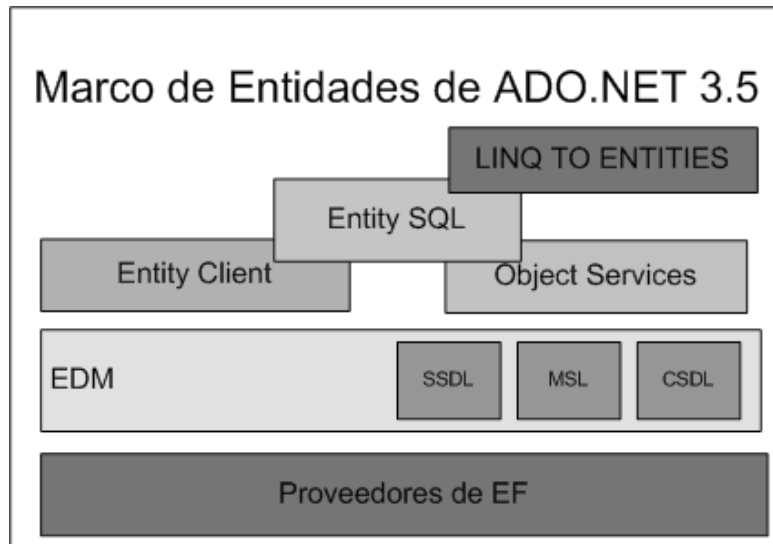 Marco de Entidades de ADO.NET 3.5
LINQ TO ENTITIES
Entity SQL
Entity Client
Object Services
EDM
SSDL
MSL
CSDL
Proveedores de EF